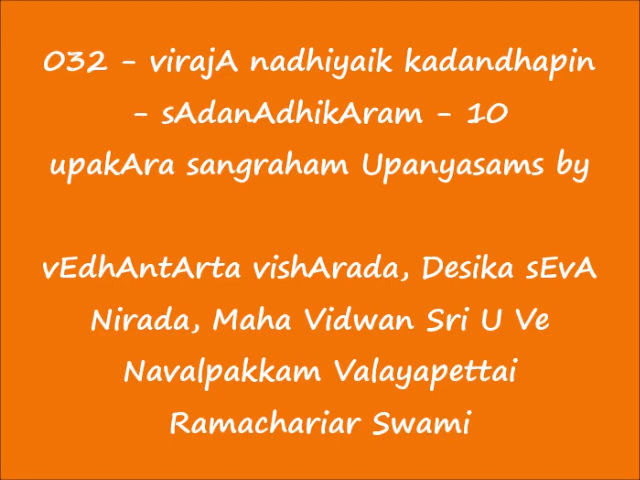 032 - virajA nadhiyaik kadandhapin
- sAdanAdhikAram - 10
upakAra sangraham Upanyasams by
vEdhAntArta vishArada, Desika sEvA
Nirada, Maha Vidwan Sri U Ve
Navalpakkam Valayapettai
Ramachariar Swami